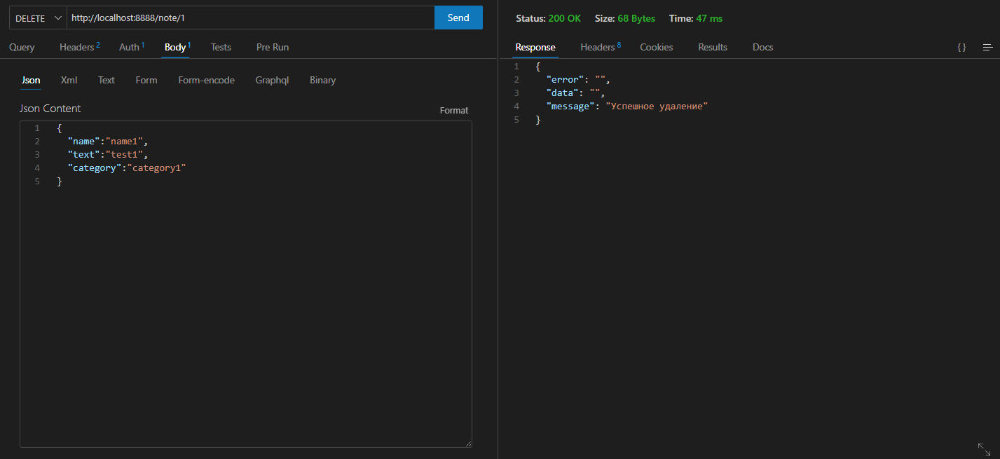 DELETE http://localhost:8888/note/1 Send
Query Headers 2 Auth 1 Body 1 Tests Pre Run
Json Xml Text Form Form-encode Graphql Binary
Json Content Format
1 {
2 "name":"name1",
3 "text":"test1",
4 "category":"category1"
5 }
Status: 200 OK Size: 68 Bytes Time: 47 ms
Response Headers 8 Cookies Results Docs { }
1 {
2 "error": "",
3 "data": "",
4 "message": "Успешное удаление"
5 }